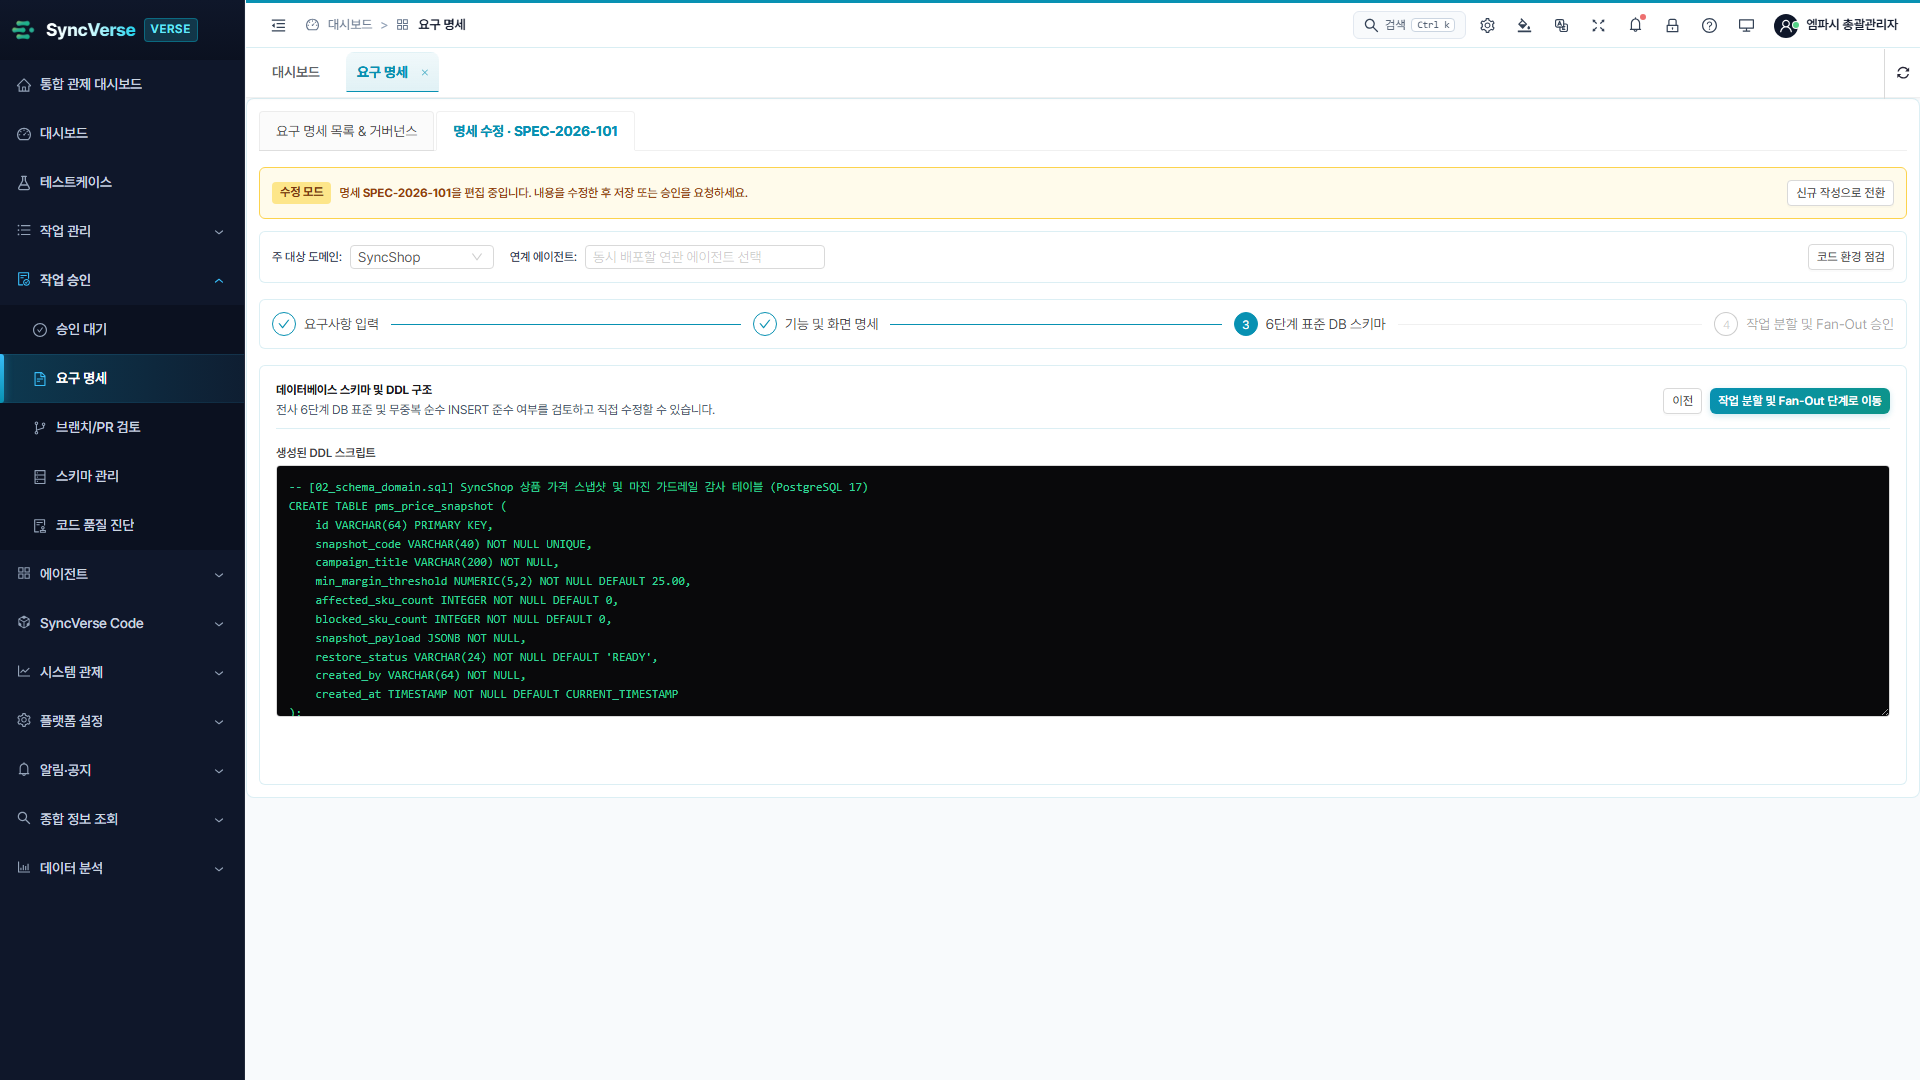 SyncVerse VERSE
통합 관제 대시보드
대시보드
테스트케이스
작업 관리
작업 승인
승인 대기
요구 명세
브랜치/PR 검토
스키마 관리
코드 품질 진단
에이전트
SyncVerse Code
시스템 관제
플랫폼 설정
알림·공지
종합 정보 조회
데이터 분석
대시보드 > 요구 명세
검색 Ctrl k
엠파시 총괄관리자
대시보드
요구 명세 ×
요구 명세 목록 & 거버넌스
명세 수정 · SPEC-2026-101
수정 모드 명세 SPEC-2026-101을 편집 중입니다. 내용을 수정한 후 저장 또는 승인을 요청하세요.
신규 작성으로 전환
주 대상 도메인: SyncShop
연계 에이전트: 동시 배포할 연관 에이전트 선택
코드 환경 점검
요구사항 입력
기능 및 화면 명세
3 6단계 표준 DB 스키마
4 작업 분할 및 Fan-Out 승인
데이터베이스 스키마 및 DDL 구조
전사 6단계 DB 표준 및 무중복 순수 INSERT 준수 여부를 검토하고 직접 수정할 수 있습니다.
이전
작업 분할 및 Fan-Out 단계로 이동
생성된 DDL 스크립트
-- [02_schema_domain.sql] SyncShop 상품 가격 스냅샷 및 마진 가드레일 감사 테이블 (PostgreSQL 17)
CREATE TABLE pms_price_snapshot (
id VARCHAR(64) PRIMARY KEY,
snapshot_code VARCHAR(40) NOT NULL UNIQUE,
campaign_title VARCHAR(200) NOT NULL,
min_margin_threshold NUMERIC(5,2) NOT NULL DEFAULT 25.00,
affected_sku_count INTEGER NOT NULL DEFAULT 0,
blocked_sku_count INTEGER NOT NULL DEFAULT 0,
snapshot_payload JSONB NOT NULL,
restore_status VARCHAR(24) NOT NULL DEFAULT 'READY',
created_by VARCHAR(64) NOT NULL,
created_at TIMESTAMP NOT NULL DEFAULT CURRENT_TIMESTAMP
);